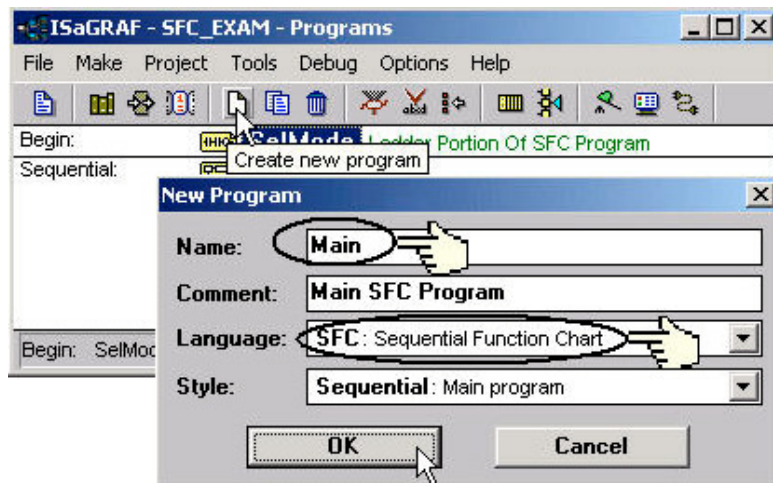 ISaGRAF - SFC_EXAM - Programs
File Make Project Tools Debug Options Help
Begin: SelMode Ladder Portion Of SFC Program
Create new program
Sequential:
New Program
Name: Main
Comment: Main SFC Program
Language: SFC : Sequential Function Chart
Style: Sequential : Main program
Begin: SelMod
OK Cancel